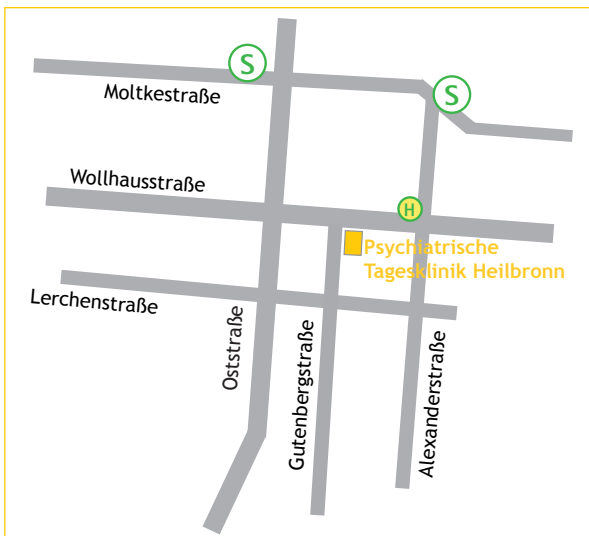 S
S
Moltkestraße
Wollhausstraße
H
Psychiatrische
Tagesklinik Heilbronn
Lerchenstraße
Oststraße
Gutenbergstraße
Alexanderstraße